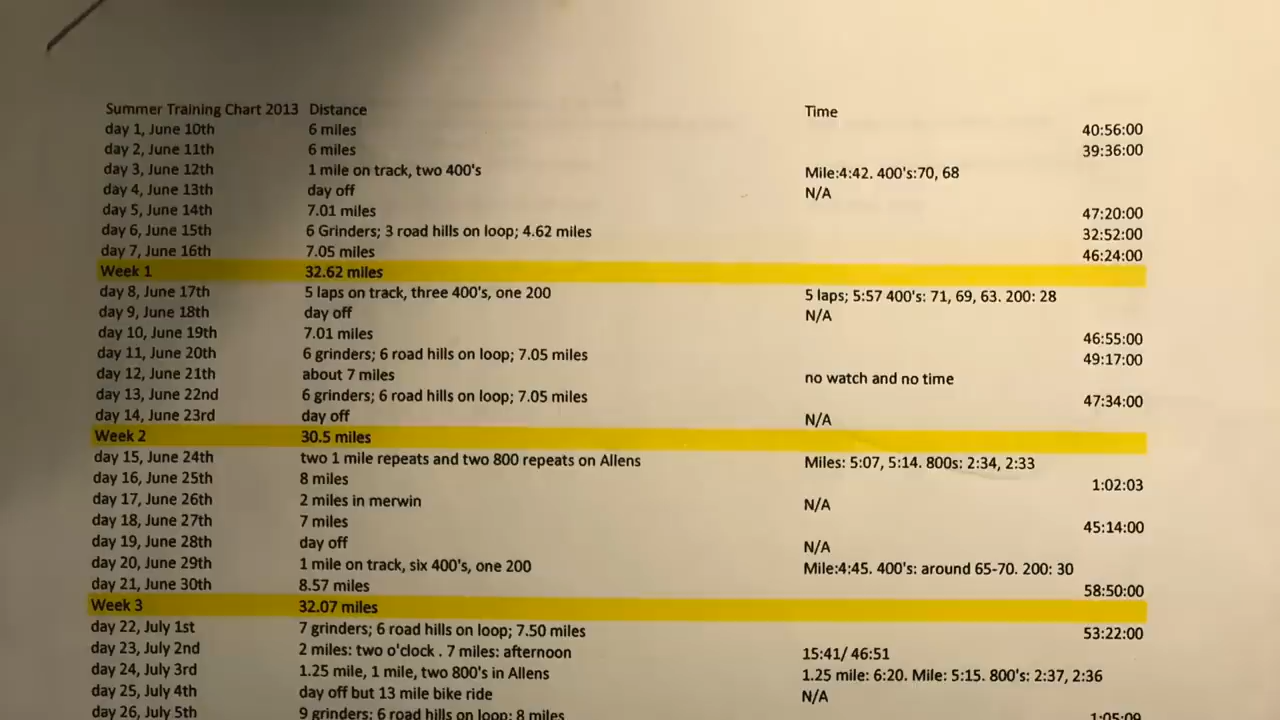 Summer Training Chart 2013 Distance Time
day 1, June 10th 6 miles 40:56:00
day 2, June 11th 6 miles 39:36:00
day 3, June 12th 1 mile on track, two 400's Mile:4:42. 400's:70, 68
day 4, June 13th day off N/A
day 5, June 14th 7.01 miles 47:20:00
day 6, June 15th 6 Grinders; 3 road hills on loop; 4.62 miles 32:52:00
day 7, June 16th 7.05 miles 46:24:00
Week 1 32.62 miles
day 8, June 17th 5 laps on track, three 400's, one 200 5 laps; 5:57 400's: 71, 69, 63. 200: 28
day 9, June 18th day off N/A
day 10, June 19th 7.01 miles 46:55:00
day 11, June 20th 6 grinders; 6 road hills on loop; 7.05 miles 49:17:00
day 12, June 21th about 7 miles no watch and no time
day 13, June 22nd 6 grinders; 6 road hills on loop; 7.05 miles 47:34:00
day 14, June 23rd day off N/A
Week 2 30.5 miles
day 15, June 24th two 1 mile repeats and two 800 repeats on Allens Miles: 5:07, 5:14. 800s: 2:34, 2:33
day 16, June 25th 8 miles 1:02:03
day 17, June 26th 2 miles in merwin N/A
day 18, June 27th 7 miles 45:14:00
day 19, June 28th day off N/A
day 20, June 29th 1 mile on track, six 400's, one 200 Mile:4:45. 400's: around 65-70. 200: 30
day 21, June 30th 8.57 miles 58:50:00
Week 3 32.07 miles
day 22, July 1st 7 grinders; 6 road hills on loop; 7.50 miles 53:22:00
day 23, July 2nd 2 miles: two o'clock . 7 miles: afternoon 15:41/ 46:51
day 24, July 3rd 1.25 mile, 1 mile, two 800's in Allens 1.25 mile: 6:20. Mile: 5:15. 800's: 2:37, 2:36
day 25, July 4th day off but 13 mile bike ride N/A
day 26, July 5th 9 grinders; 6 road hills on loop; 8 miles 1:05:09